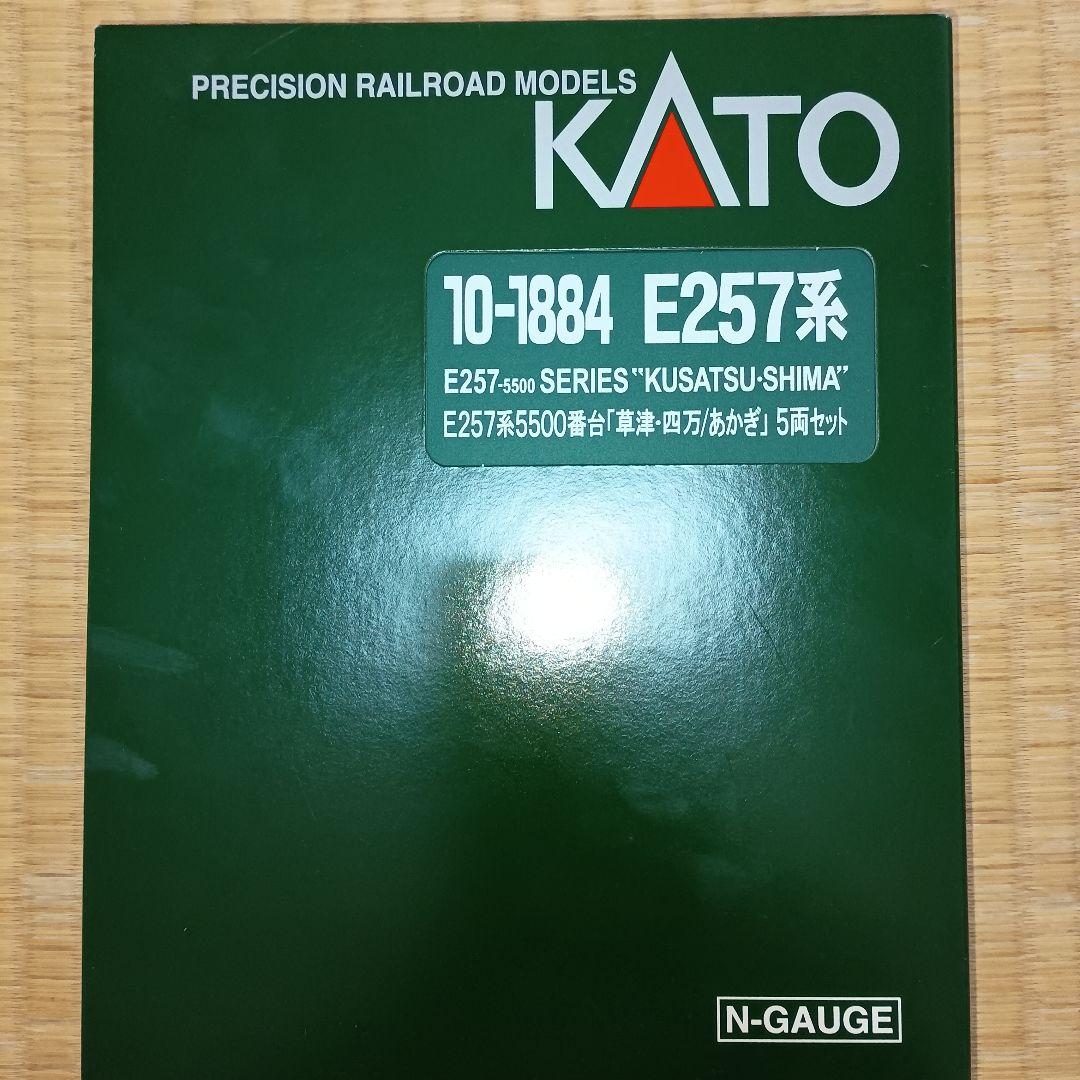 PRECISION RAILROAD MODELS
KATO
10-1884 E257系
E257-5500 SERIES "KUSATSU･SHIMA"
E257系5500番台｢草津･四万/あかぎ｣ 5両セット
N-GAUGE